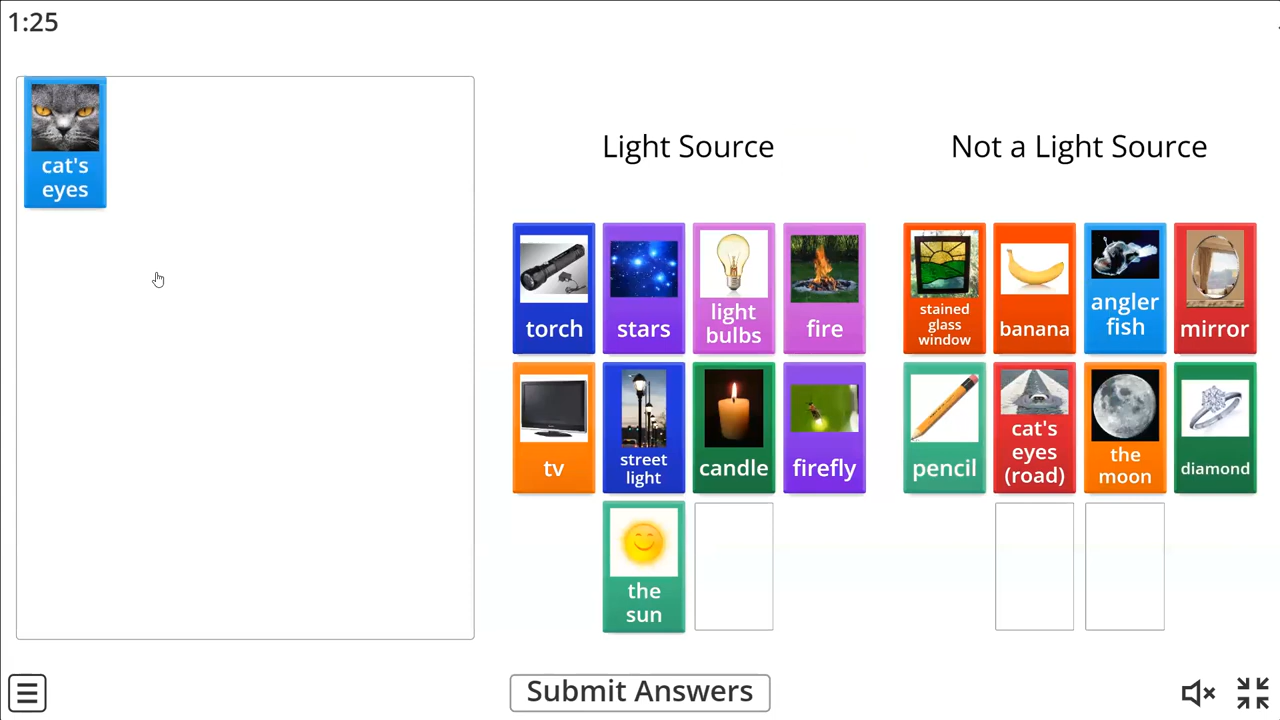 1:25
cat's
eyes
Light Source
Not a Light Source
torch
stars
light
bulbs
fire
stained
glass
window
banana
angler
fish
mirror
tv
street
light
candle
firefly
pencil
cat's
eyes
(road)
the
moon
diamond
the
sun
Submit Answers